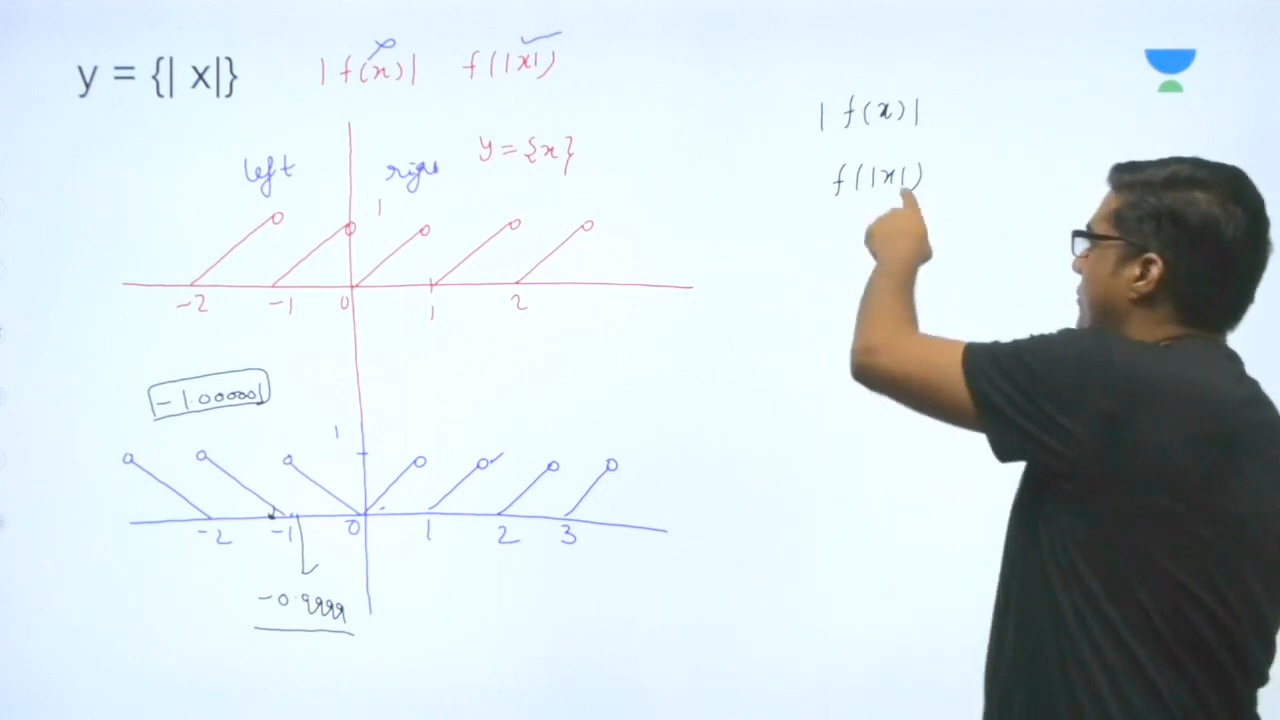 y = {| x|}
| f(x) |
f(|x|)
y = {x}
left
right
1
-2
-1
0
1
2
| f(x) |
f(|x|)
-1.000001
1
-2
-1
0
1
2
3
-0.9999